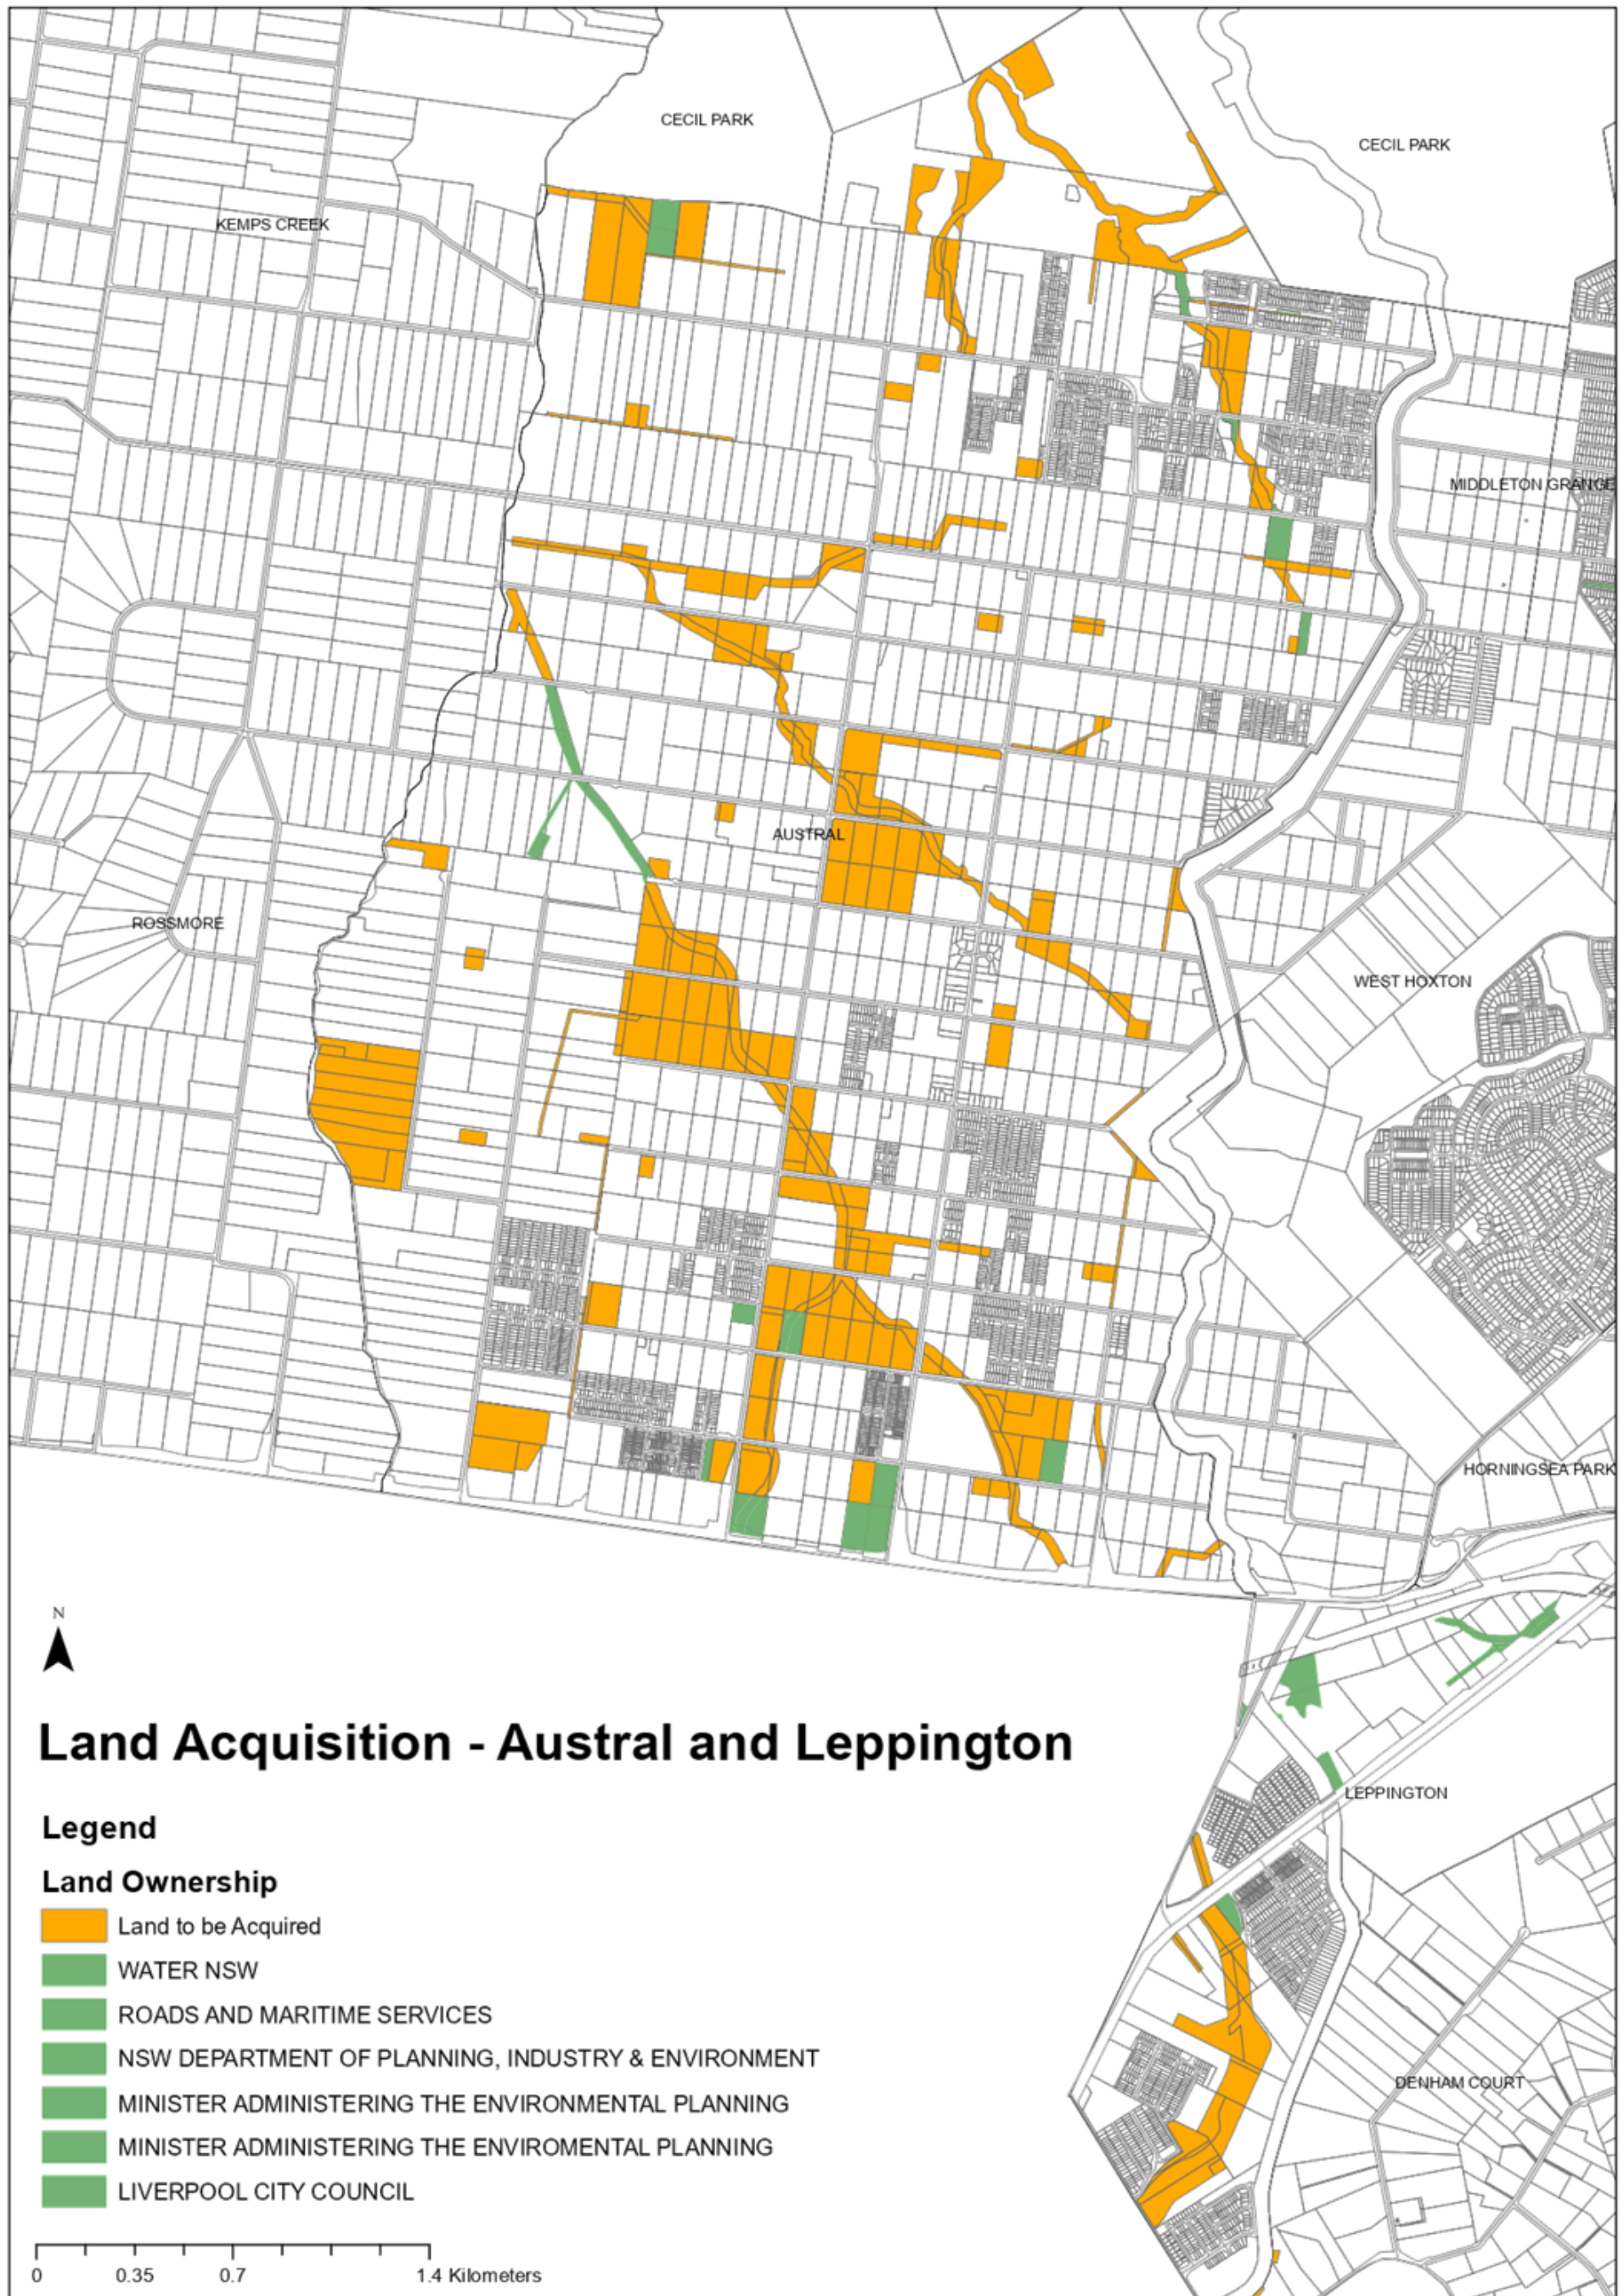 CECIL PARK
CECIL PARK
KEMPS CREEK
MIDDLETON GRANGE
AUSTRAL
ROSSMORE
WEST HOXTON
HORNINGSEA PARK
N
Land Acquisition - Austral and Leppington
LEPPINGTON
Legend
Land Ownership
Land to be Acquired
WATER NSW
ROADS AND MARITIME SERVICES
NSW DEPARTMENT OF PLANNING, INDUSTRY & ENVIRONMENT
DENHAM COURT
MINISTER ADMINISTERING THE ENVIRONMENTAL PLANNING
MINISTER ADMINISTERING THE ENVIROMENTAL PLANNING
LIVERPOOL CITY COUNCIL
0 0.35 0.7 1.4 Kilometers